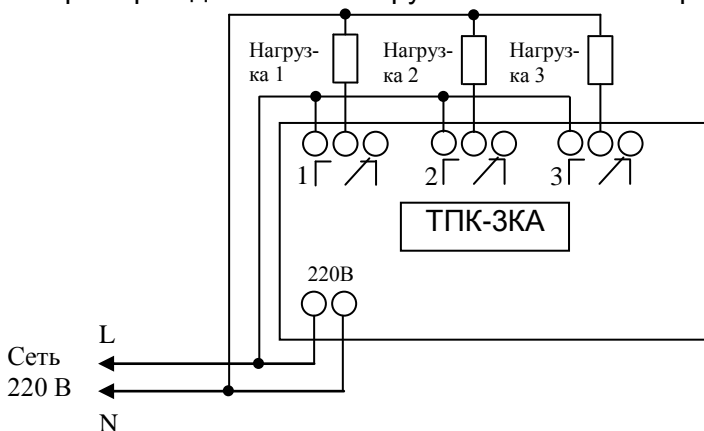 Нагруз-
ка 1
Нагруз-
ка 2
Нагруз-
ка 3
1
2
3
ТПК-3КА
220В
L
Сеть
220 В
N